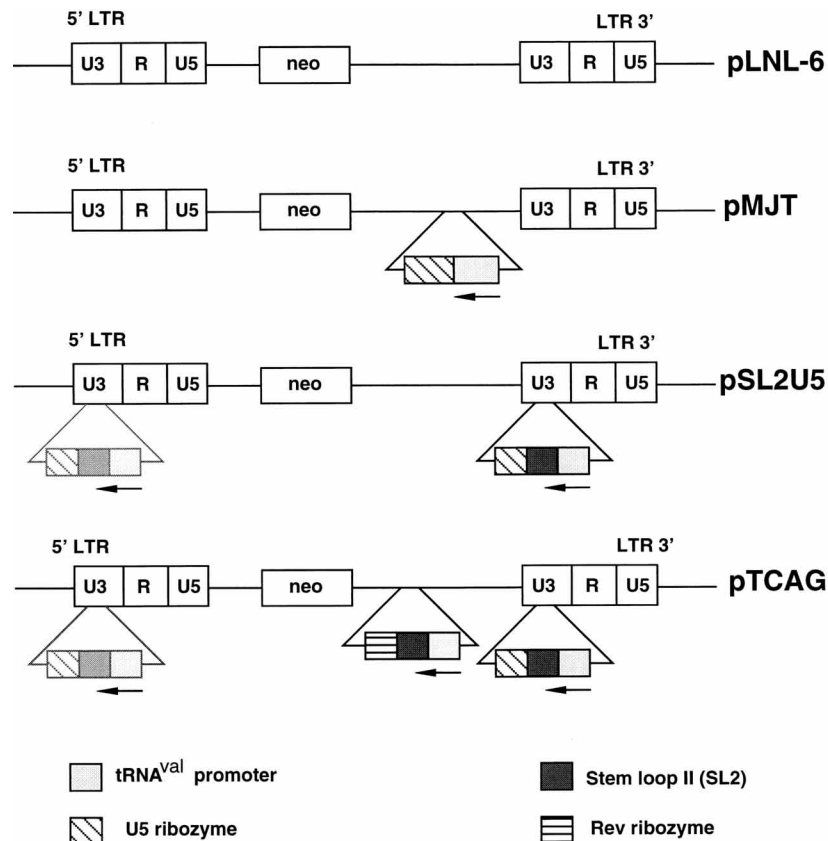 5' LTR LTR 3'
U3 R U5 neo U3 R U5 pLNL-6
5' LTR LTR 3'
U3 R U5 neo U3 R U5 pMJT
5' LTR LTR 3'
U3 R U5 neo U3 R U5 pSL2U5
5' LTR LTR 3'
U3 R U5 neo U3 R U5 pTCAG
tRNAval promoter Stem loop II (SL2)
U5 ribozyme Rev ribozyme